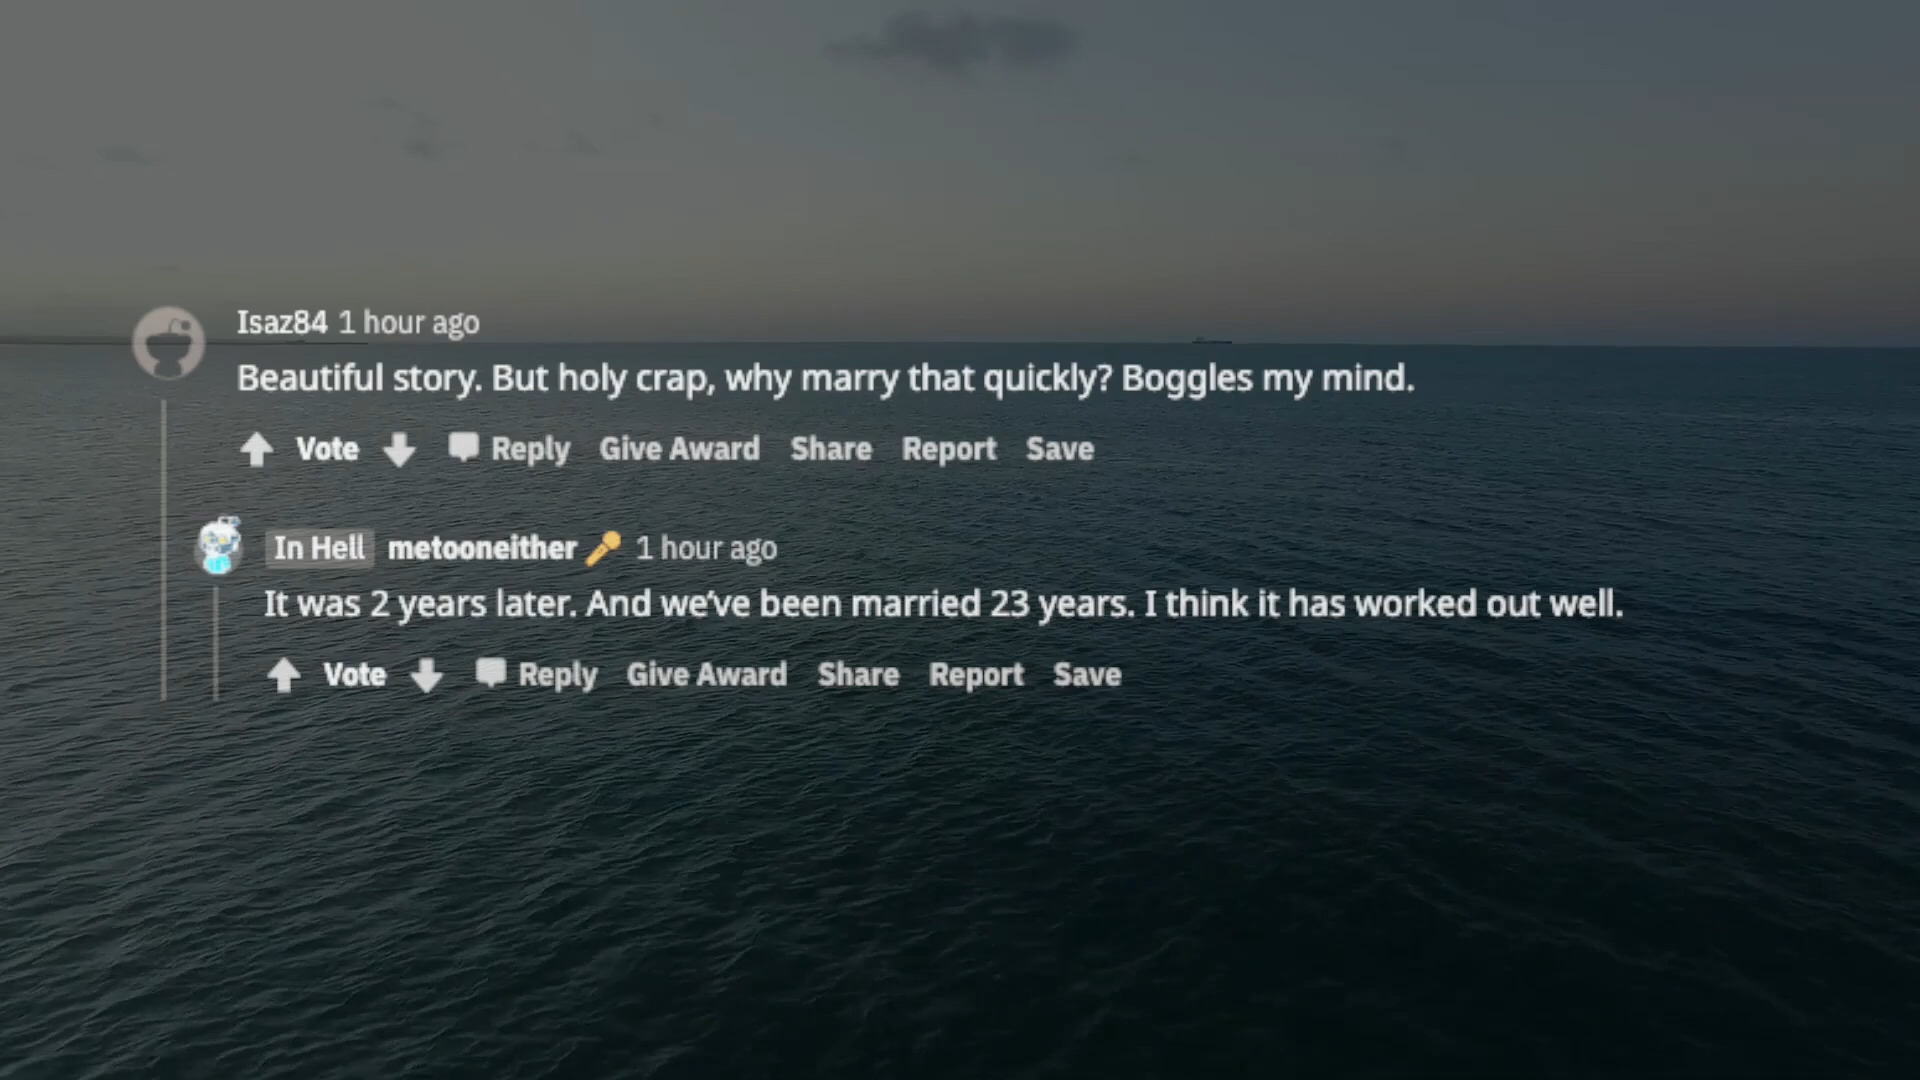 Isaz84 1 hour ago
Beautiful story. But holy crap, why marry that quickly? Boggles my mind.
Vote Reply Give Award Share Report Save
In Hell metooneither 🎤 1 hour ago
It was 2 years later. And we've been married 23 years. I think it has worked out well.
Vote Reply Give Award Share Report Save